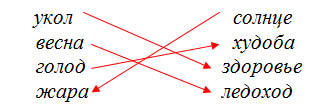 укол солнце
весна худоба
голод здоровье
жара ледоход